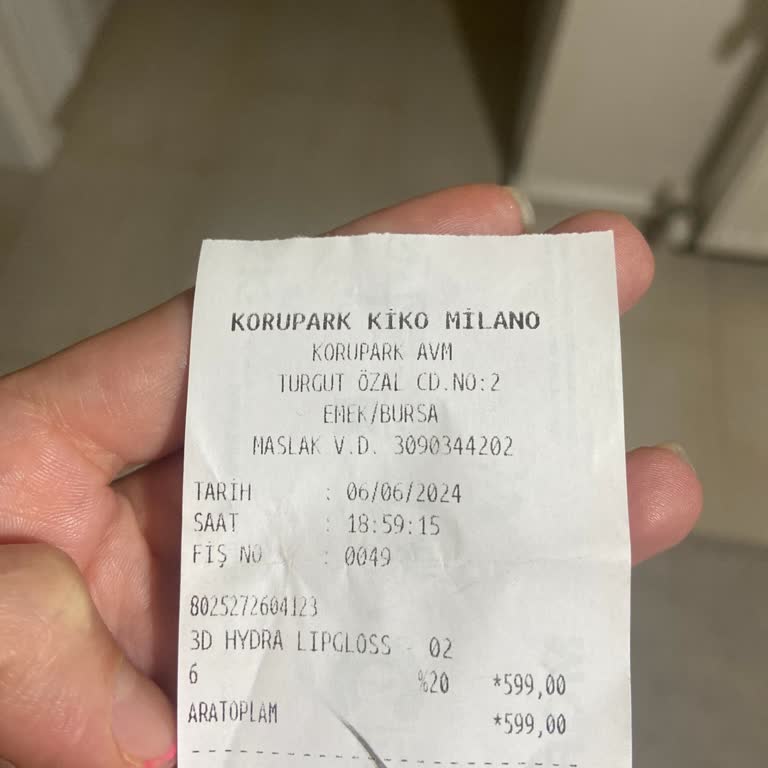 KORUPARK KİKO MİLANO
KORUPARK AVM
TURGUT ÖZAL CD.NO:2
EMEK/BURSA
MASLAK V.D. 3090344202
TARİH : 06/06/2024
SAAT : 18:59:15
FİŞ NO : 0049
8025272604123
3D HYDRA LIPGLOSS - 02
6 %20 *599,00
ARATOPLAM *599,00